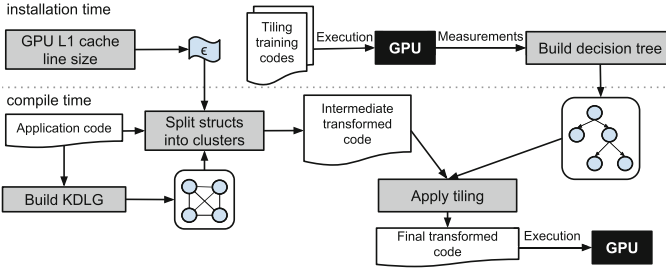 installation time
GPU L1 cache
line size
ϵ
Tiling
training
codes
Execution
GPU
Measurements
Build decision tree
compile time
Application code
Split structs
into clusters
Intermediate
transformed
code
Build KDLG
Apply tiling
Final transformed
code
Execution
GPU